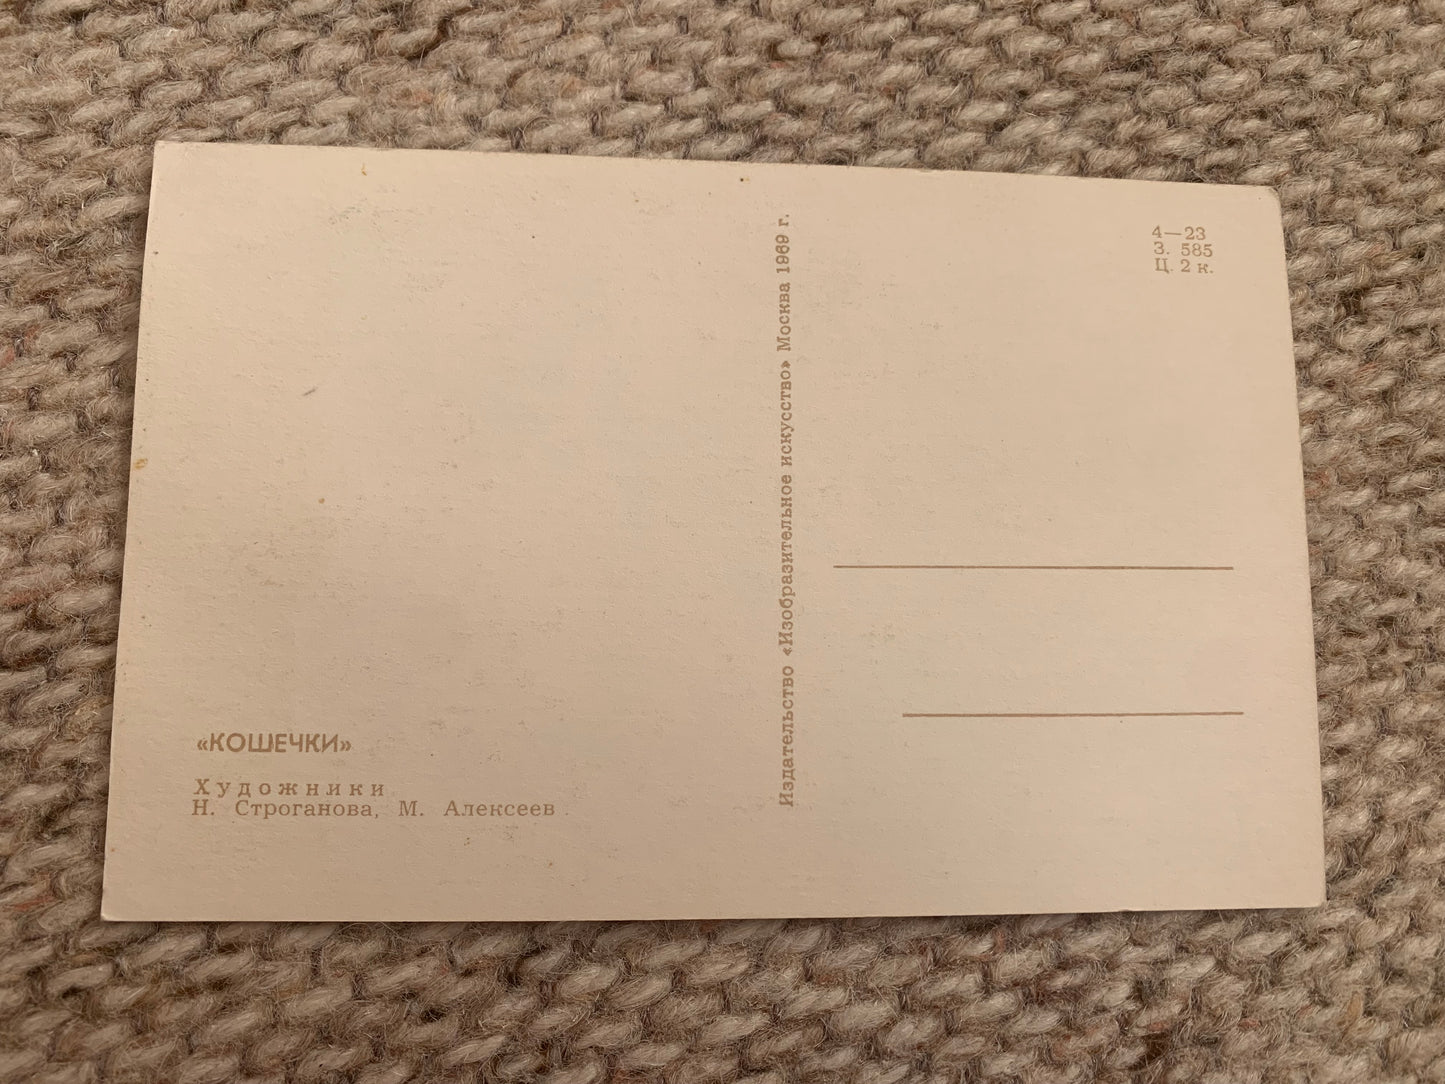 «КОШЕЧКИ»
Художники
Н. Строганова, М. Алексеев
Издательство «Изобразительное искусство» Москва 1969 г.
4—23
З. 585
Ц. 2 к.